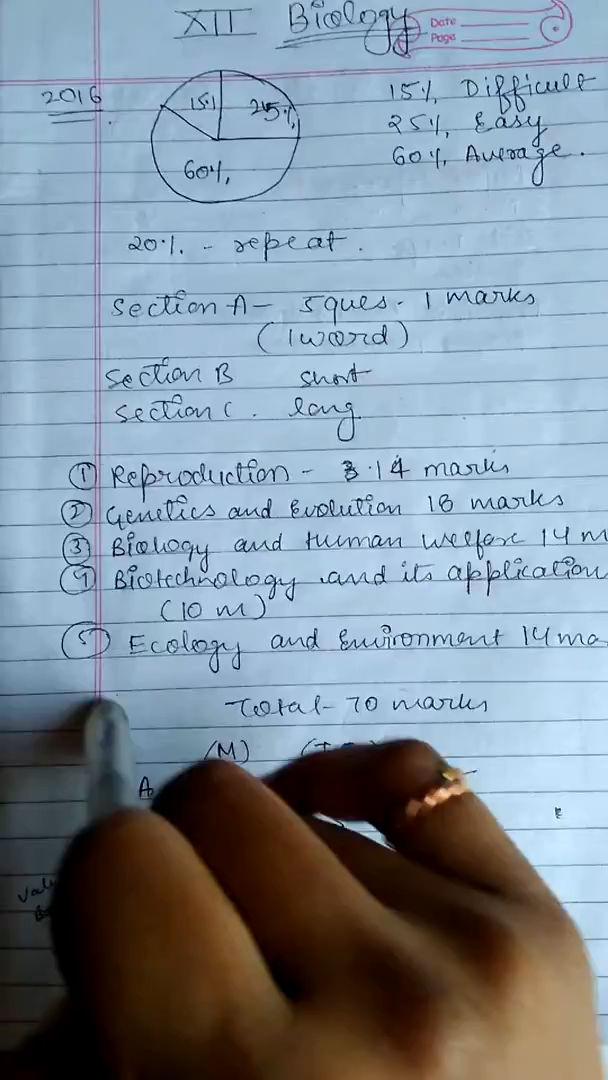 XII Biology
Date
Page
2016
15%
25%
60%
15% Difficult
25% Easy
60% Average.
20% - repeat.
Section A - 5 ques. 1 marks
(1 word)
Section B short
Section C. long
① Reproduction - 14 marks
② Genetics and Evolution 18 marks
③ Biology and Human welfare 14 m
④ Biotechnology and its application
(10 m)
⑤ Ecology and Environment 14 ma
Total - 70 marks
(M)
A